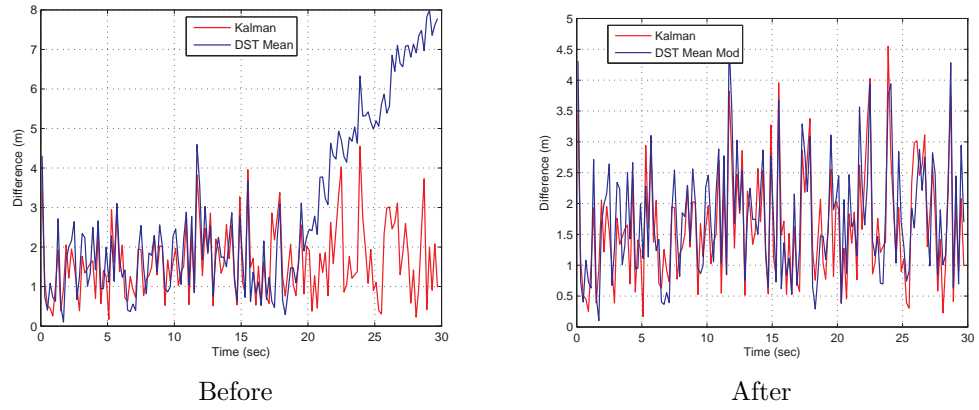 8
7
6
5
4
3
2
1
0
Difference (m)
Kalman
DST Mean
0 5 10 15 20 25 30
Time (sec)
Before
5
4.5
4
3.5
3
2.5
2
1.5
1
0.5
0
Difference (m)
Kalman
DST Mean Mod
0 5 10 15 20 25 30
Time (sec)
After